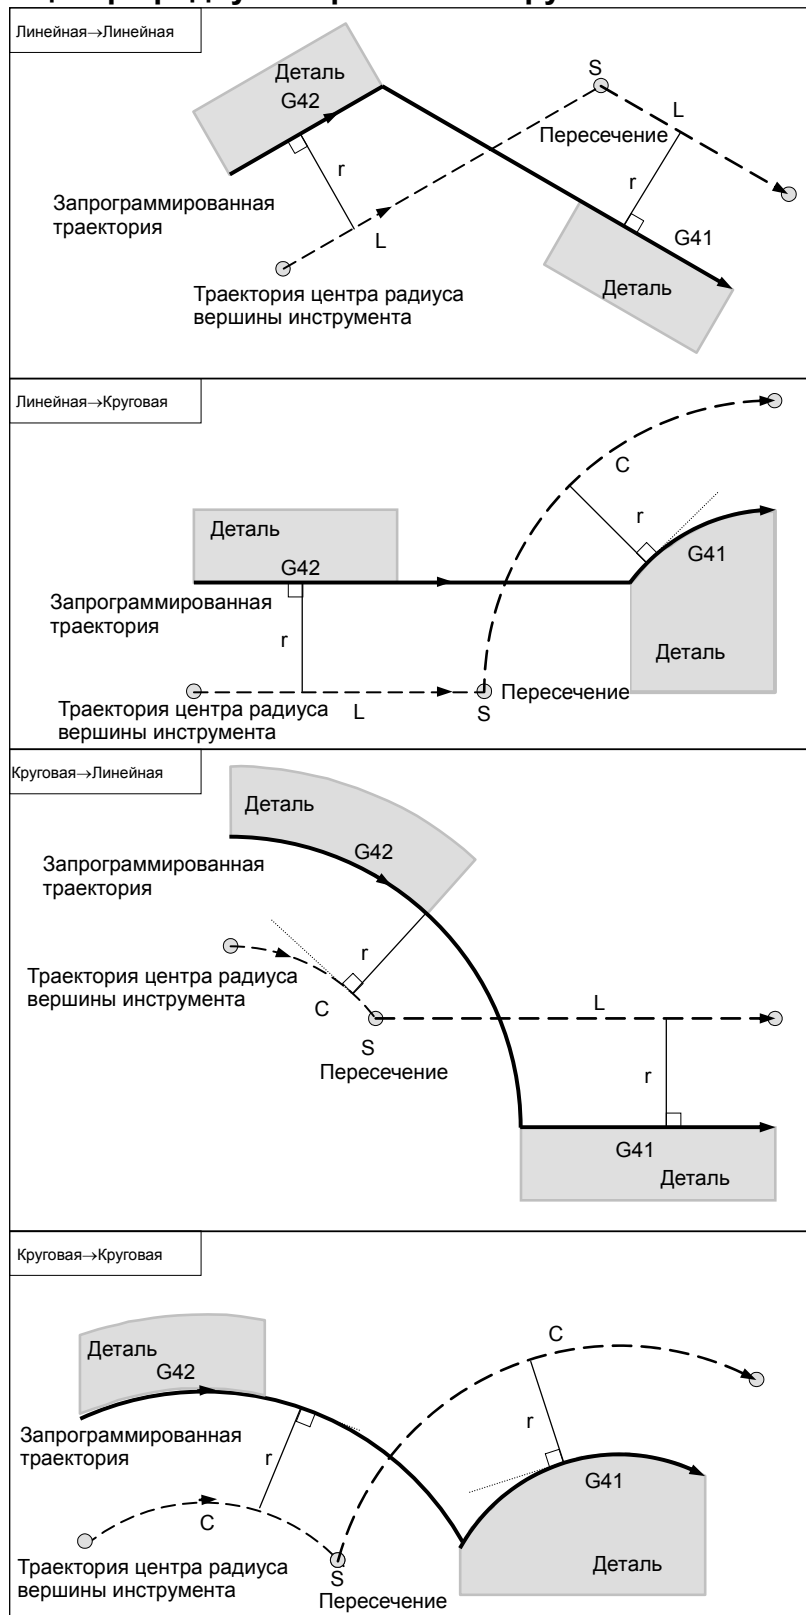 Линейная→Линейная
Деталь
G42
S
L
Пересечение
r
r
Запрограммированная
траектория
L
G41
Деталь
Траектория центра радиуса
вершины инструмента
Линейная→Круговая
C
Деталь
r
G41
G42
Запрограммированная
траектория
r
Деталь
Пересечение
Траектория центра радиуса
вершины инструмента
L
S
Круговая→Линейная
Деталь
G42
Запрограммированная
траектория
r
Траектория центра радиуса
вершины инструмента
C
L
S
Пересечение
r
G41
Деталь
Круговая→Круговая
C
Деталь
G42
r
Запрограммированная
траектория
r
G41
C
Траектория центра радиуса
вершины инструмента
S
Пересечение
Деталь